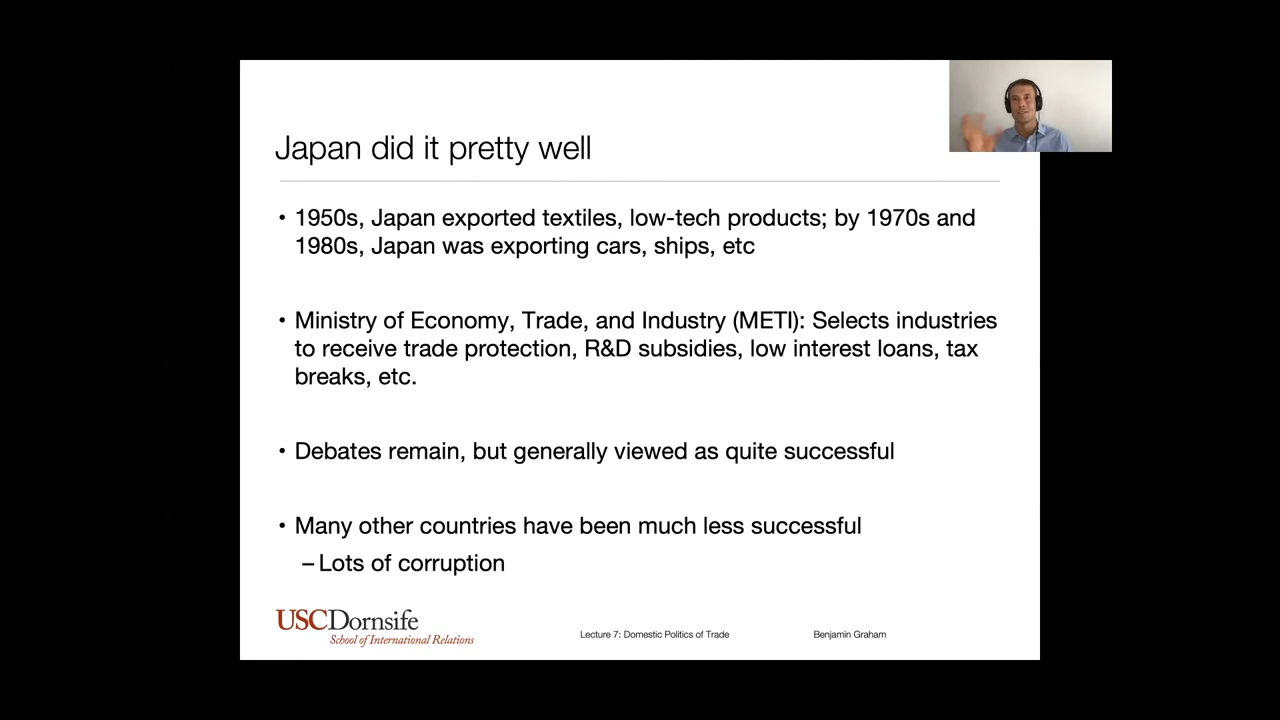 Japan did it pretty well
• 1950s, Japan exported textiles, low-tech products; by 1970s and
1980s, Japan was exporting cars, ships, etc
• Ministry of Economy, Trade, and Industry (METI): Selects industries
to receive trade protection, R&D subsidies, low interest loans, tax
breaks, etc.
• Debates remain, but generally viewed as quite successful
• Many other countries have been much less successful
– Lots of corruption
USCDornsife
School of International Relations
Lecture 7: Domestic Politics of Trade
Benjamin Graham